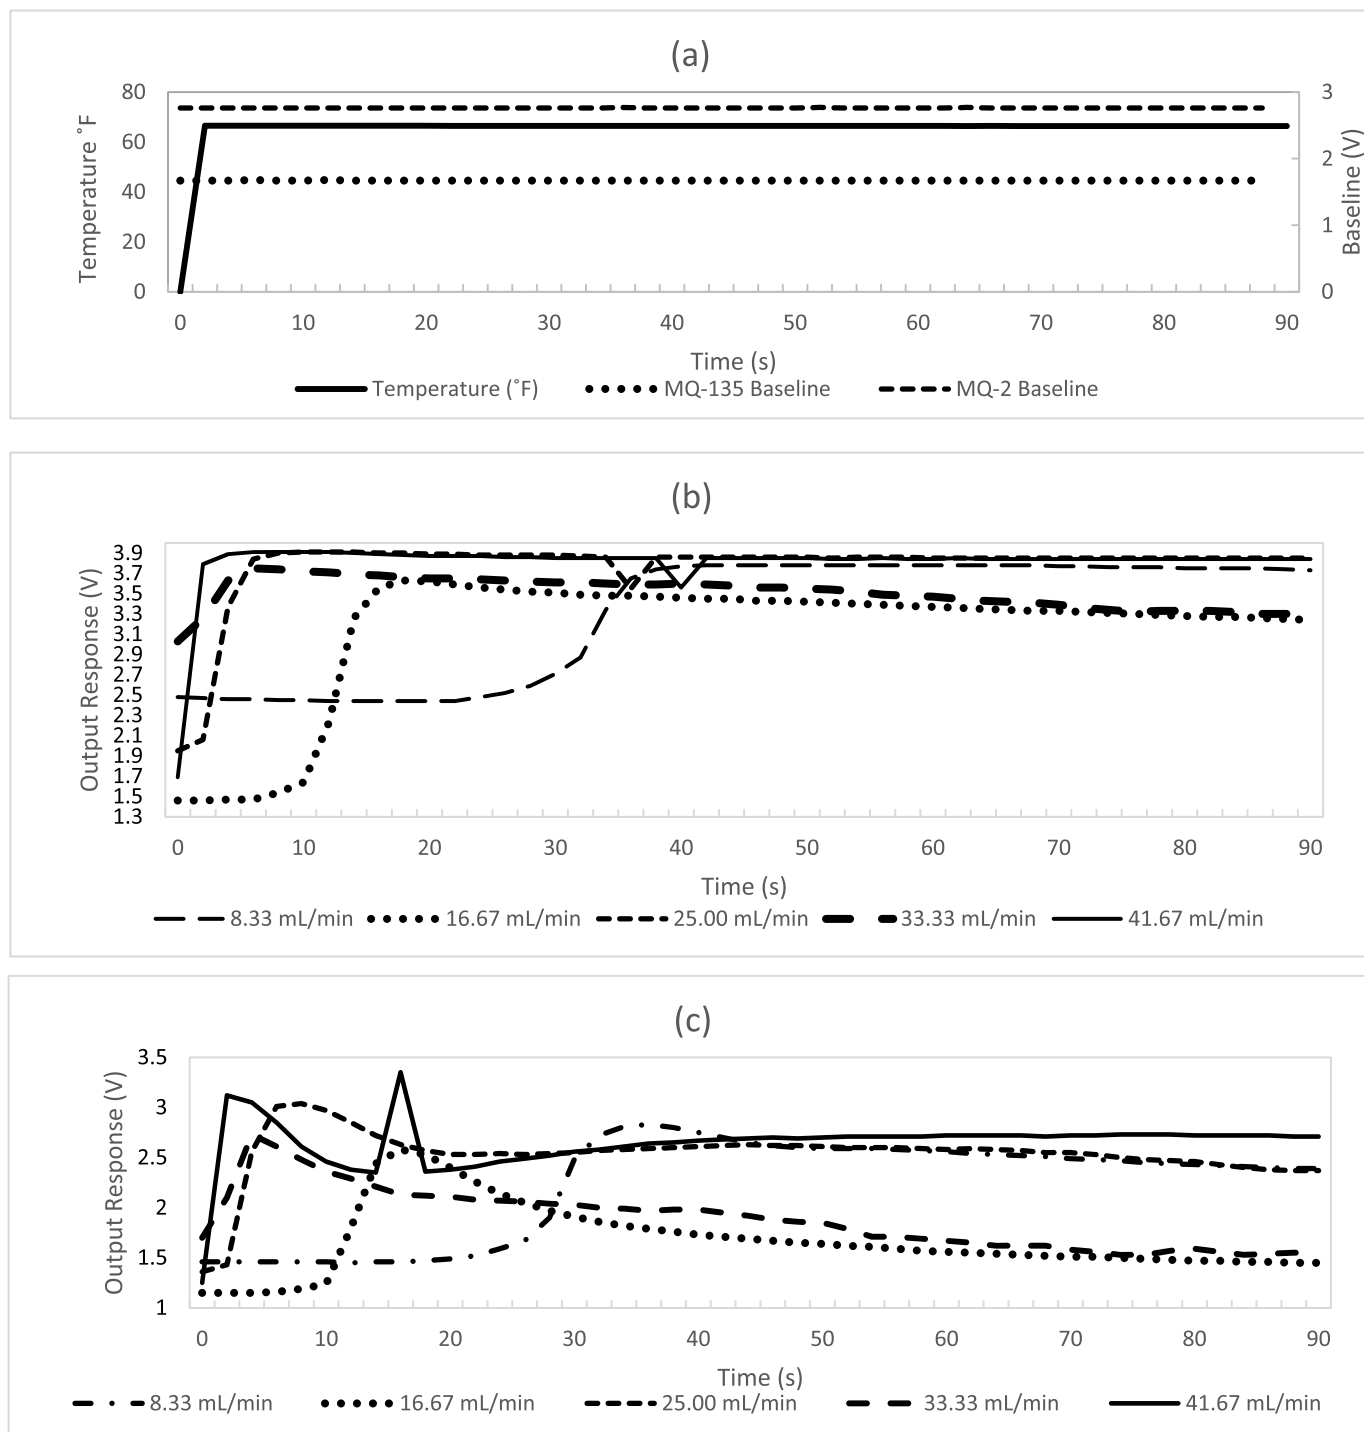 (a)
Temperature ˚F
80
60
40
20
0
3
2
1
0
Baseline (V)
0 10 20 30 40 50 60 70 80 90
Time (s)
Temperature (˚F) MQ-135 Baseline MQ-2 Baseline
(b)
Output Response (V)
3.9
3.7
3.5
3.3
3.1
2.9
2.7
2.5
2.3
2.1
1.9
1.7
1.5
1.3
0 10 20 30 40 50 60 70 80 90
Time (s)
8.33 mL/min 16.67 mL/min 25.00 mL/min 33.33 mL/min 41.67 mL/min
(c)
Output Response (V)
3.5
3
2.5
2
1.5
1
0 10 20 30 40 50 60 70 80 90
Time (s)
8.33 mL/min 16.67 mL/min 25.00 mL/min 33.33 mL/min 41.67 mL/min